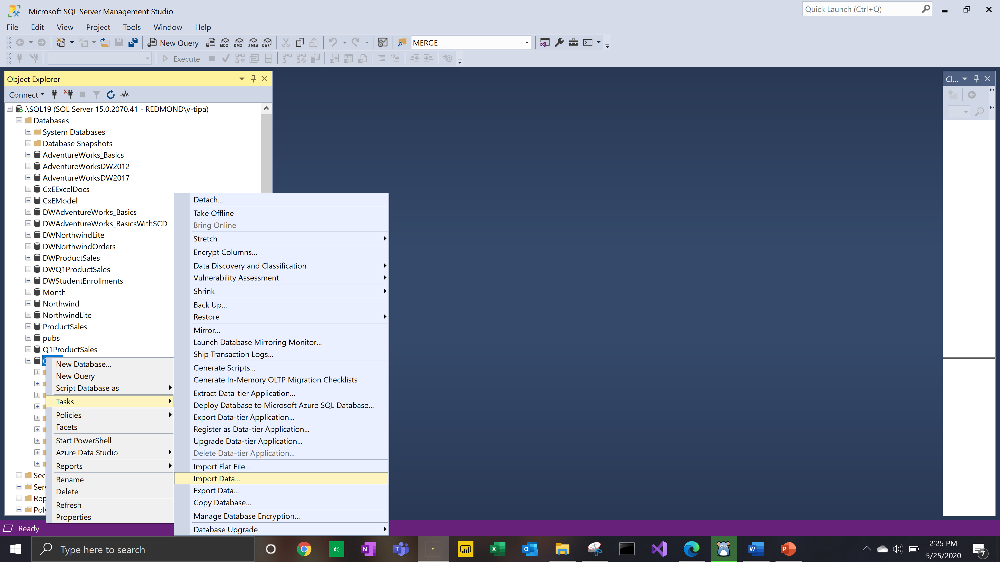 Microsoft SQL Server Management Studio
Quick Launch (Ctrl+Q)
File Edit View Project Tools Window Help
New Query MDX DMX XMLA DAX MERGE
Execute
Object Explorer
Cl...
Connect
.\SQL19 (SQL Server 15.0.2070.41 - REDMOND\v-tipa)
Databases
System Databases
Database Snapshots
AdventureWorks_Basics
AdventureWorksDW2012
AdventureWorksDW2017
CxEExcelDocs
CxEModel
DWAdventureWorks_Basics
DWAdventureWorks_BasicsWithSCD
DWNorthwindLite
DWNorthwindOrders
DWProductSales
DWQ1ProductSales
DWStudentEnrollments
Month
Northwind
NorthwindLite
ProductSales
pubs
Q1ProductSales
Sec
Ser
Rep
New Database...
New Query
Script Database as
Tasks
Policies
Facets
Start PowerShell
Azure Data Studio
Reports
Rename
Delete
Refresh
Properties
Detach...
Take Offline
Bring Online
Stretch
Encrypt Columns...
Data Discovery and Classification
Vulnerability Assessment
Shrink
Back Up...
Restore
Mirror...
Launch Database Mirroring Monitor...
Ship Transaction Logs...
Generate Scripts...
Generate In-Memory OLTP Migration Checklists
Extract Data-tier Application...
Deploy Database to Microsoft Azure SQL Database...
Export Data-tier Application...
Register as Data-tier Application...
Upgrade Data-tier Application...
Delete Data-tier Application...
Import Flat File...
Import Data...
Export Data...
Copy Database...
Manage Database Encryption...
Database Upgrade
Ready
Type here to search
2:25 PM
5/25/2020
7